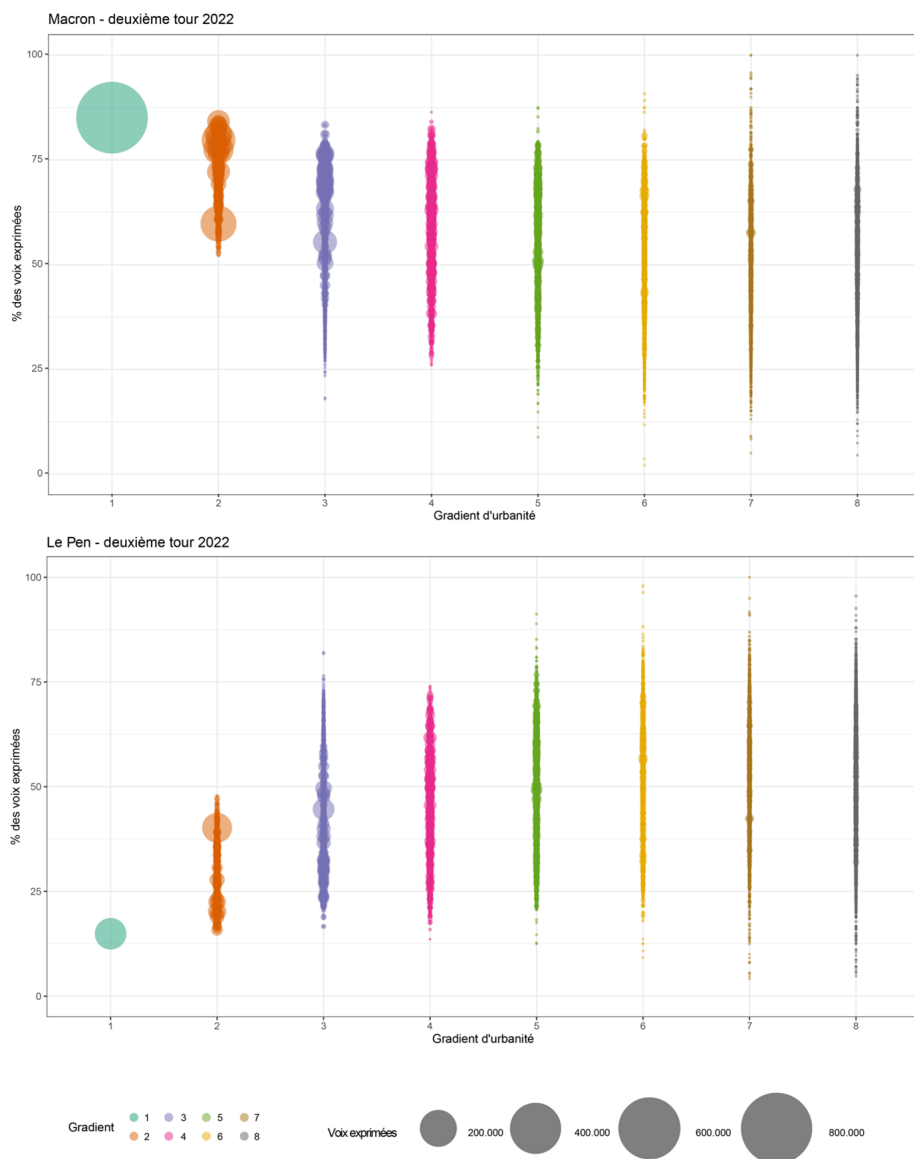 Macron - deuxième tour 2022
100
75
50
25
0
% des voix exprimées
1 2 3 4 5 6 7 8
Gradient d'urbanité
Le Pen - deuxième tour 2022
100
75
50
25
0
% des voix exprimées
1 2 3 4 5 6 7 8
Gradient d'urbanité
Gradient
1 3 5 7
2 4 6 8
Voix exprimées 200.000 400.000 600.000 800.000